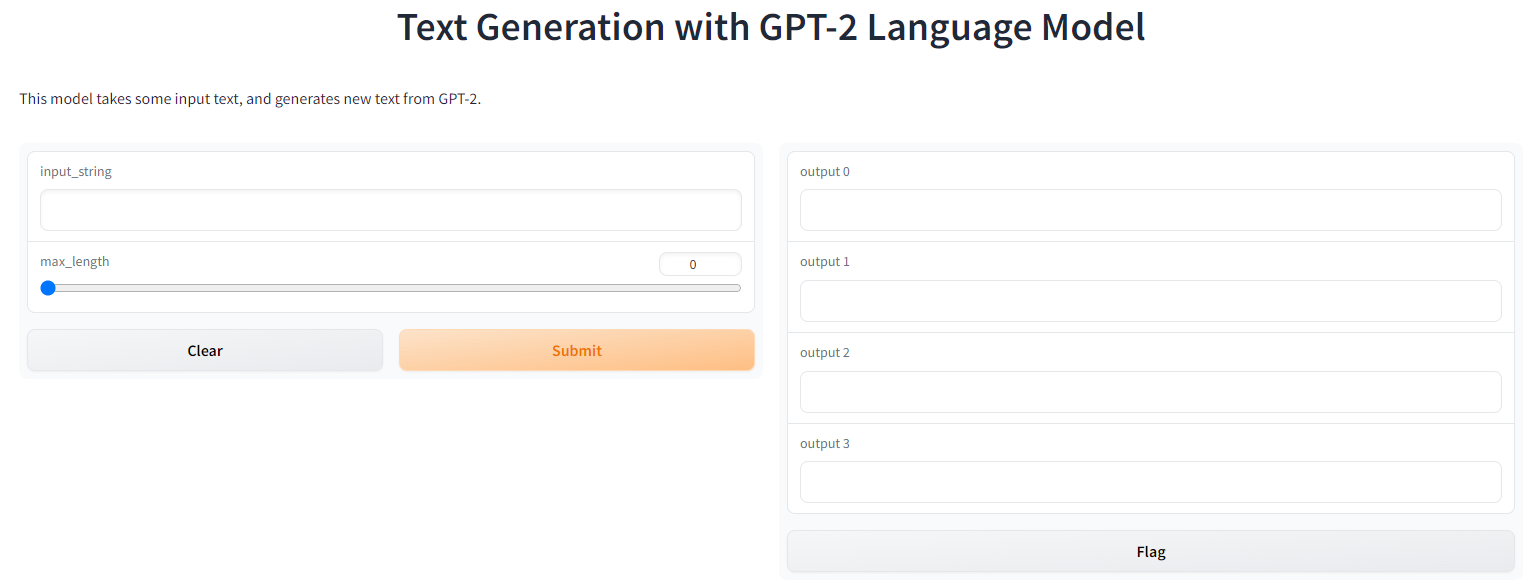 Text Generation with GPT-2 Language Model
This model takes some input text, and generates new text from GPT-2.
input_string
max_length
0
Clear
Submit
output 0
output 1
output 2
output 3
Flag